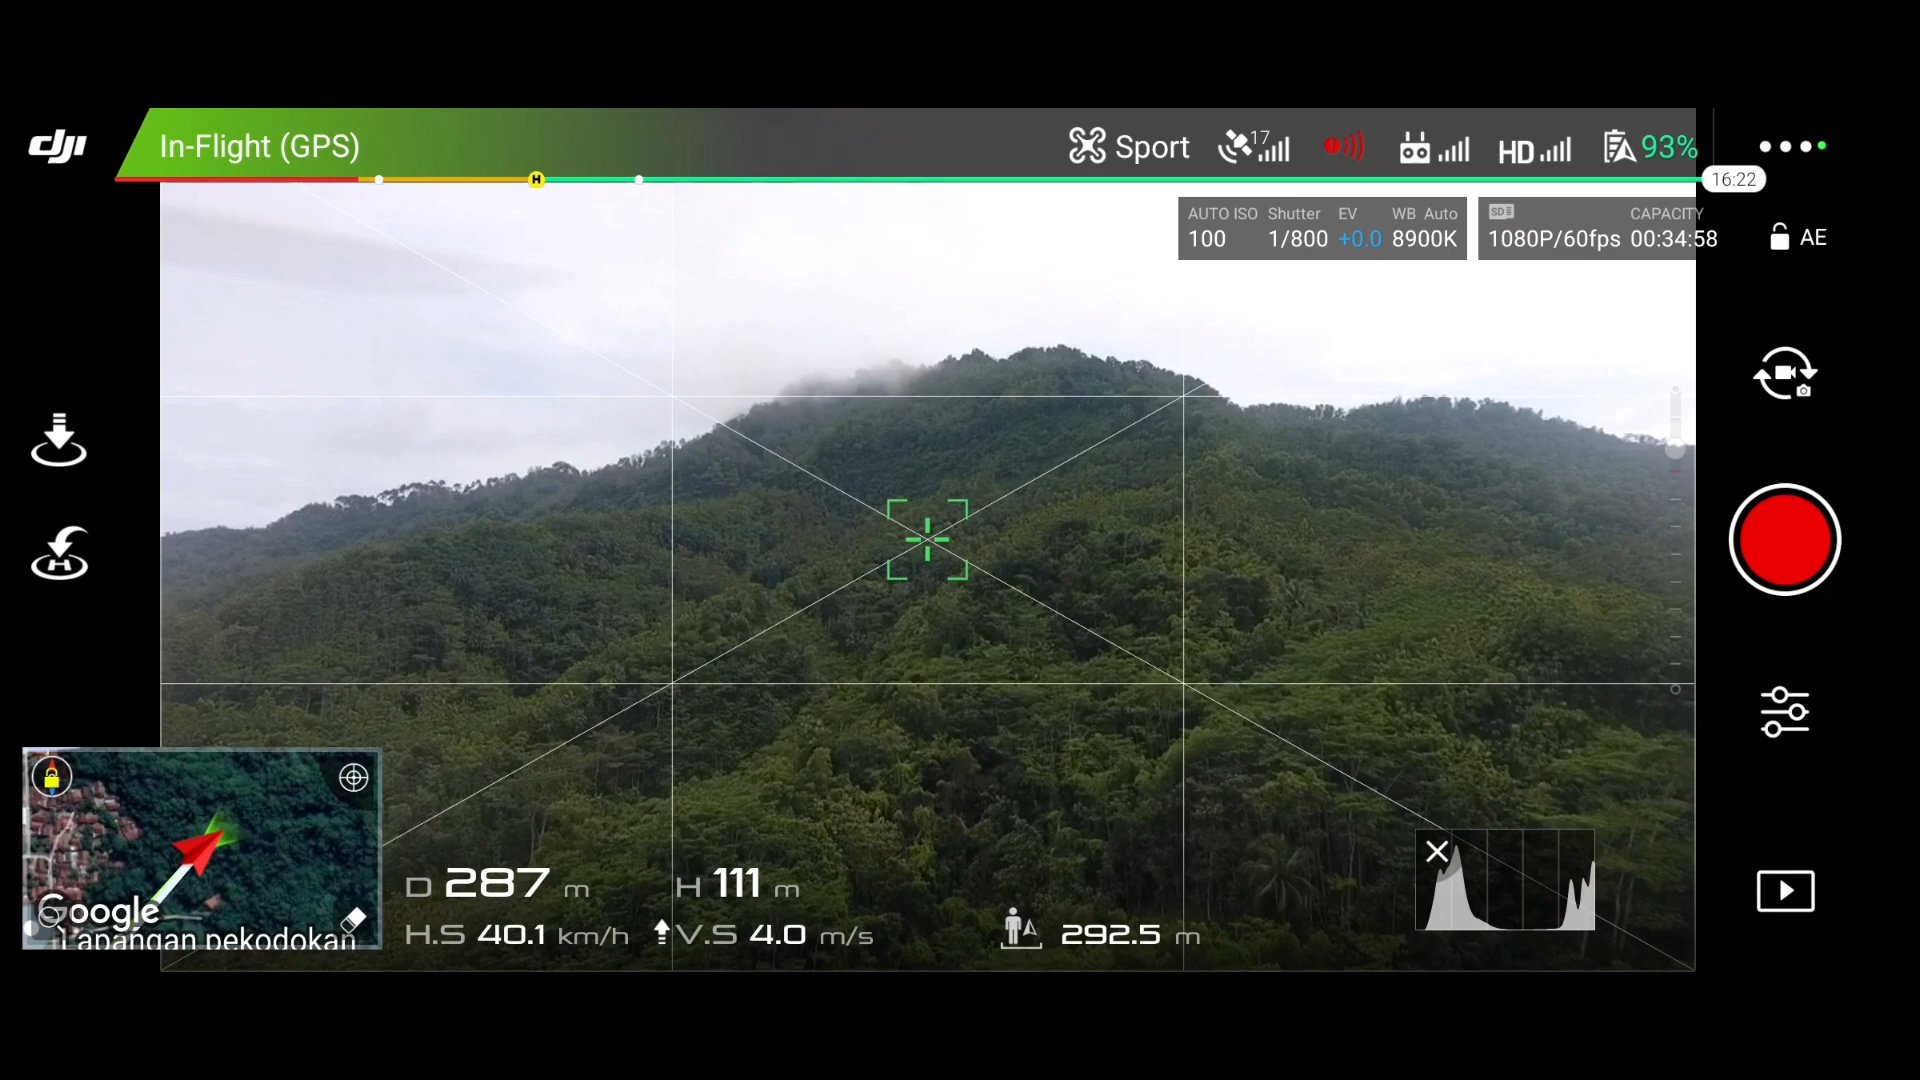 dji
In-Flight (GPS)
Sport
17
HD
93%
H
16:22
AUTO ISO Shutter EV WB Auto
100 1/800 +0.0 8900K
SD
CAPACITY
1080P/60fps 00:34:58
AE
H
D 287 m H 111 m
H.S 40.1 km/h V.S 4.0 m/s
292.5 m
Google
Lapangan pekodokan